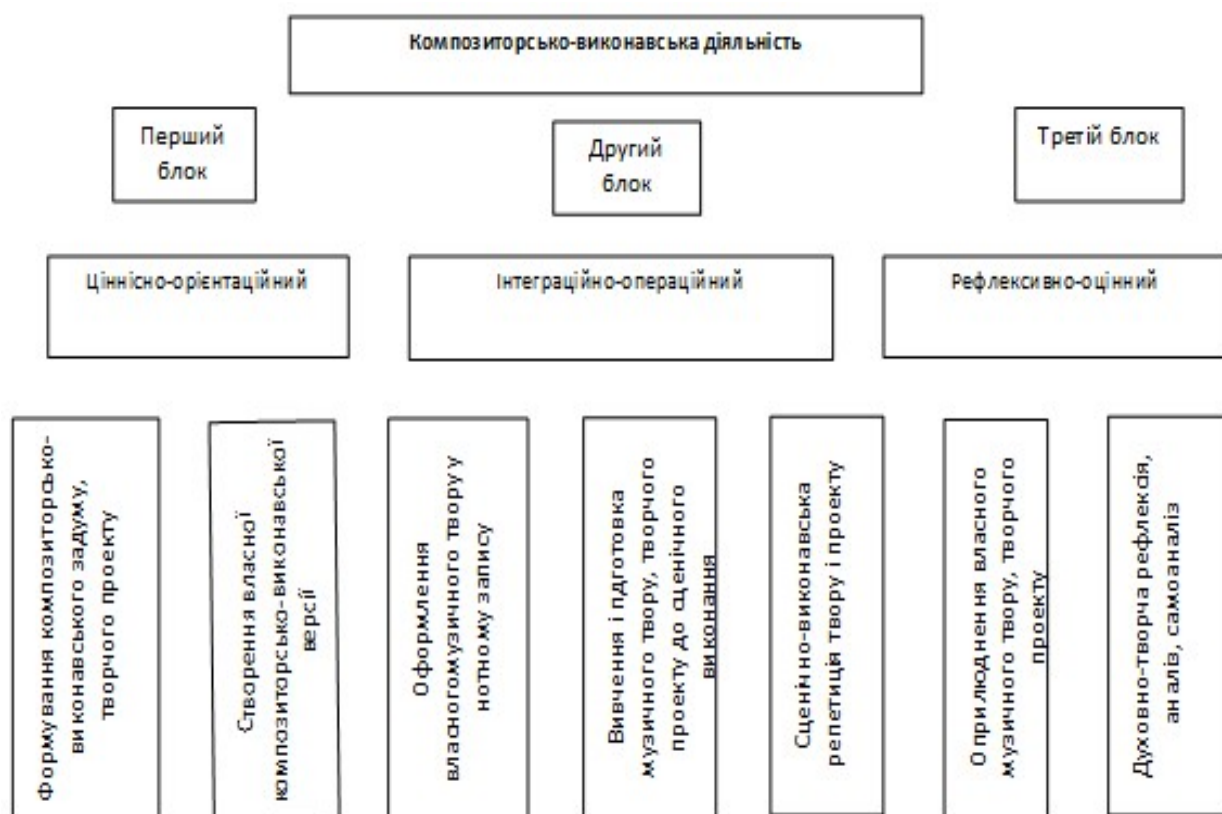 Композиторсько-виконавська діяльність
Перший
блок
Другий
блок
Третій блок
Ціннісно-орієнтаційний
Інтеграційно-операційний
Рефлексивно-оцінний
Формування композиторсько-
виконавського задуму,
творчого проекту
Створення власної
композиторсько-виконавської
версії
Оформлення
власногомузичного твору у
нотному запису
Вивчення і підготовка
музичного твору, творчого
проекту до сценічного
виконання
Сценічно-виконавська
репетиція твору і проекту
Оприлюднення власного
музичного твору, творчого
проекту
Духовно-творча рефлексія,
аналів, самоаналіз